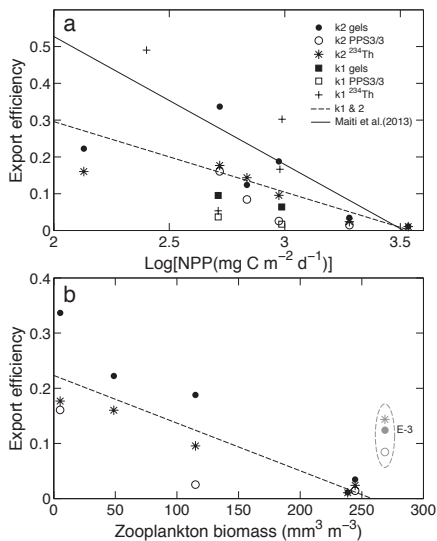 a
k2 gels
k2 PPS3/3
k2 ²³⁴Th
k1 gels
k1 PPS3/3
k1 ²³⁴Th
k1 & 2
Maiti et al.(2013)
Export efficiency
0.5
0.4
0.3
0.2
0.1
0
2 2.5 3 3.5
Log[NPP(mg C m⁻² d⁻¹)]
b
Export efficiency
0.4
0.3
0.2
0.1
0
E-3
0 50 100 150 200 250 300
Zooplankton biomass (mm³ m⁻³)